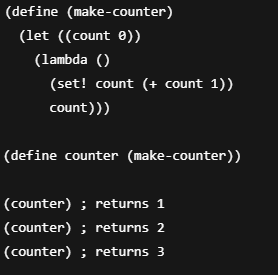 (define (make-counter)
  (let ((count 0))
    (lambda ()
      (set! count (+ count 1))
      count)))

(define counter (make-counter))

(counter) ; returns 1
(counter) ; returns 2
(counter) ; returns 3